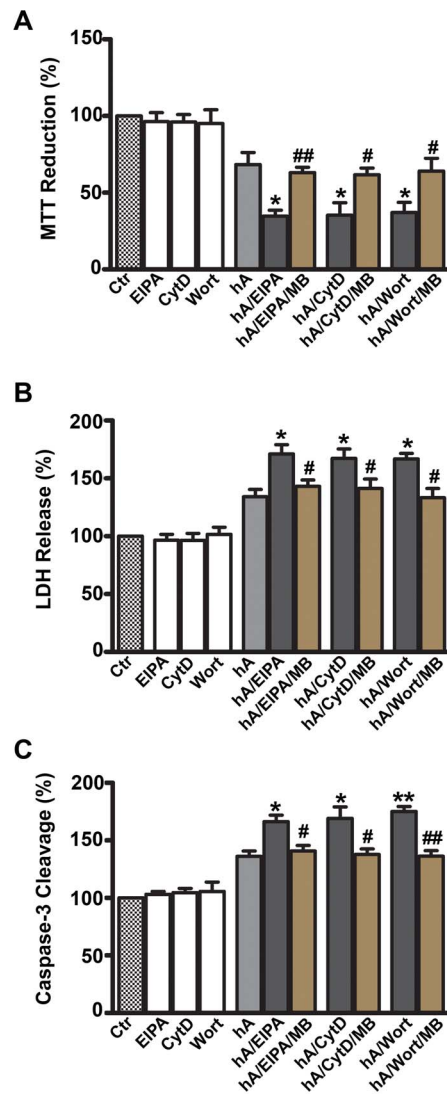 A
MTT Reduction (%)
150
100
50
0
## # #
* * *
Ctr
EIPA
CytD
Wort
hA
hA/EIPA
hA/EIPA/MB
hA/CytD
hA/CytD/MB
hA/Wort
hA/Wort/MB
B
LDH Release (%)
200
150
100
50
0
* * *
# # #
Ctr
EIPA
CytD
Wort
hA
hA/EIPA
hA/EIPA/MB
hA/CytD
hA/CytD/MB
hA/Wort
hA/Wort/MB
C
Caspase-3 Cleavage (%)
200
150
100
50
0
* * **
# # ##
Ctr
EIPA
CytD
Wort
hA
hA/EIPA
hA/EIPA/MB
hA/CytD
hA/CytD/MB
hA/Wort
hA/Wort/MB